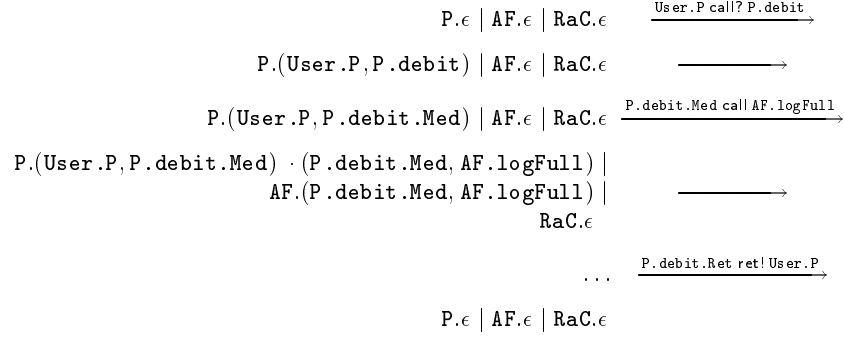 P.ϵ | AF.ϵ | RaC.ϵ User.P call? P.debit ⟶
P.(User.P, P.debit) | AF.ϵ | RaC.ϵ ⟶
P.(User.P, P.debit.Med) | AF.ϵ | RaC.ϵ P.debit.Med call AF.logFull ⟶
P.(User.P, P.debit.Med) · (P.debit.Med, AF.logFull) |
AF.(P.debit.Med, AF.logFull) | ⟶
RaC.ϵ
... P.debit.Ret ret! User.P ⟶
P.ϵ | AF.ϵ | RaC.ϵ